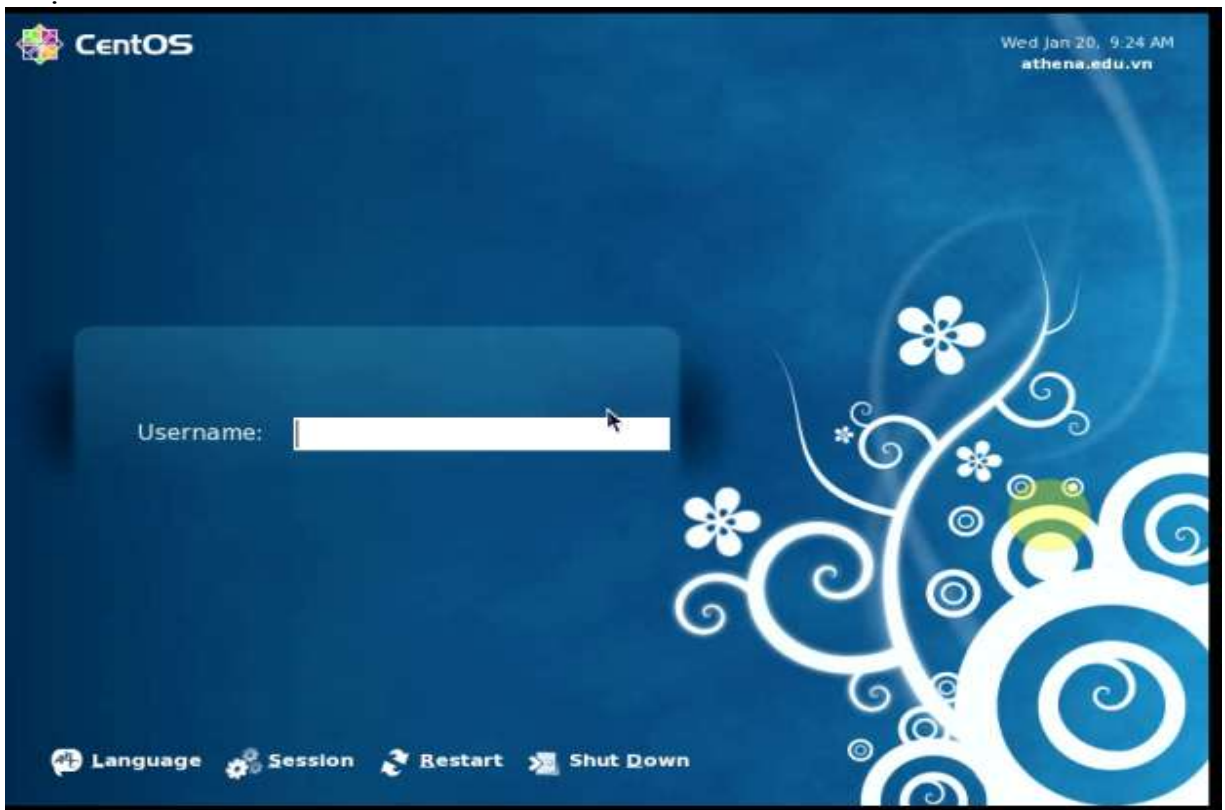 CentOS
Wed Jan 20, 9:24 AM
athena.edu.vn
Username:
Language Session Restart Shut Down